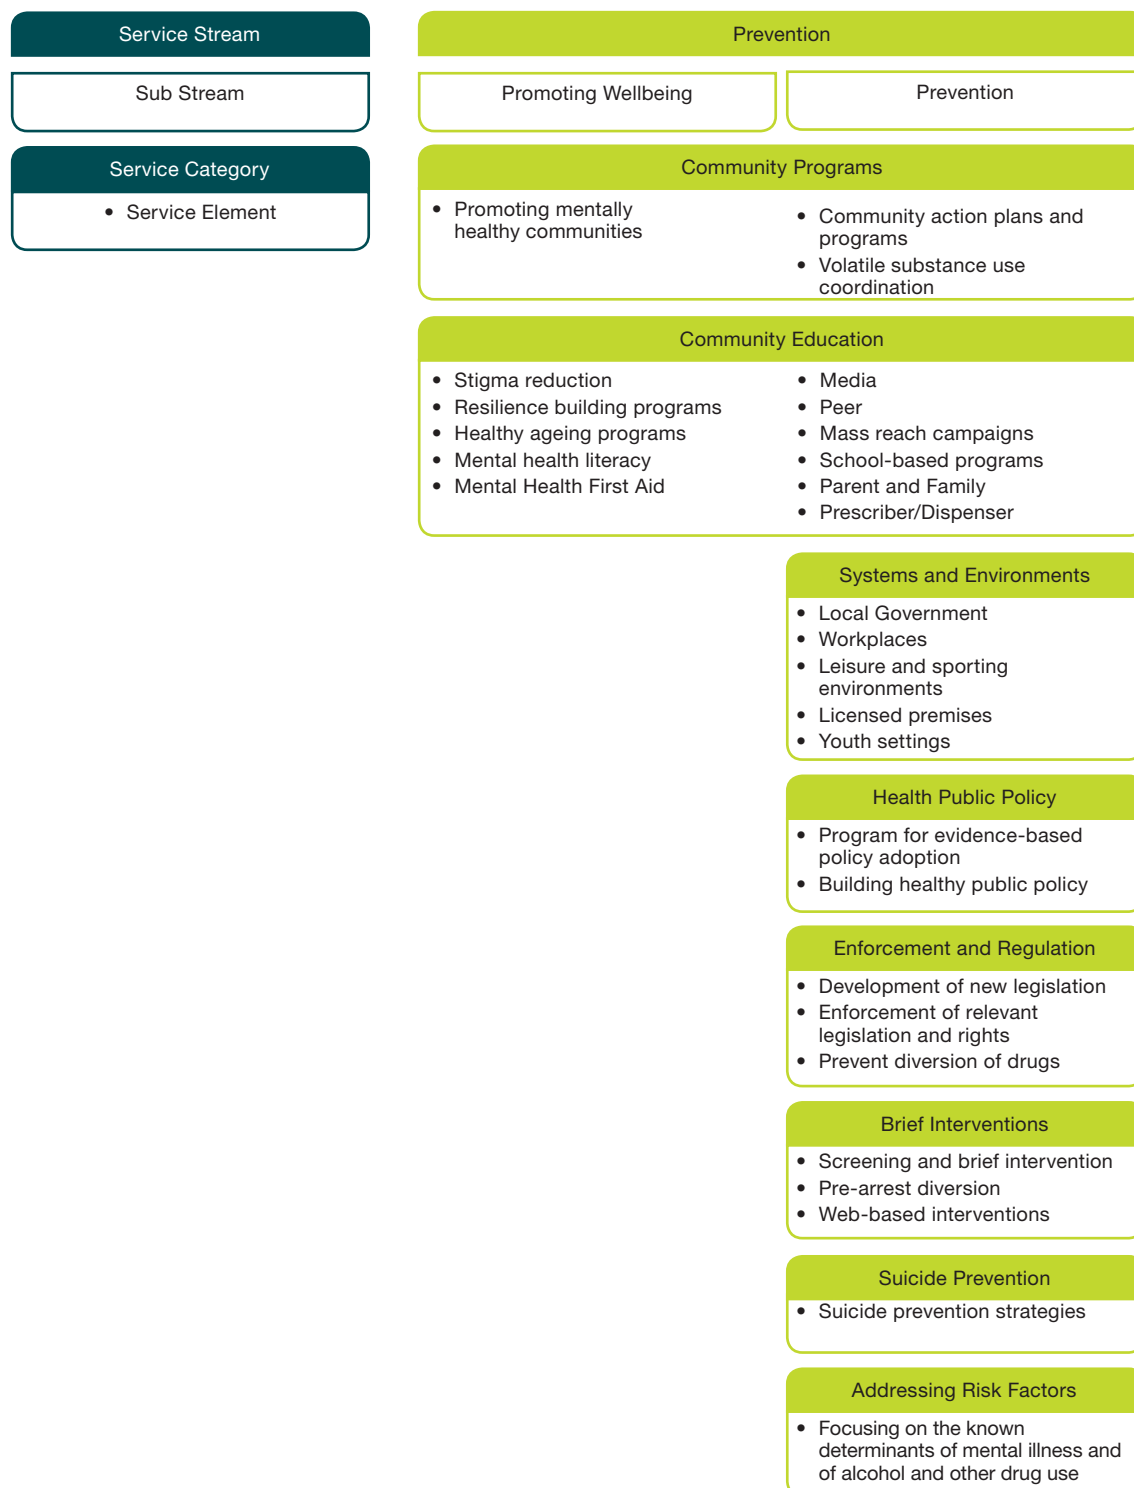 Service Stream
Sub Stream
Service Category
• Service Element
Prevention
Promoting Wellbeing
Prevention
Community Programs
• Promoting mentally
healthy communities
• Community action plans and
programs
• Volatile substance use
coordination
Community Education
• Stigma reduction
• Resilience building programs
• Healthy ageing programs
• Mental health literacy
• Mental Health First Aid
• Media
• Peer
• Mass reach campaigns
• School-based programs
• Parent and Family
• Prescriber/Dispenser
Systems and Environments
• Local Government
• Workplaces
• Leisure and sporting
environments
• Licensed premises
• Youth settings
Health Public Policy
• Program for evidence-based
policy adoption
• Building healthy public policy
Enforcement and Regulation
• Development of new legislation
• Enforcement of relevant
legislation and rights
• Prevent diversion of drugs
Brief Interventions
• Screening and brief intervention
• Pre-arrest diversion
• Web-based interventions
Suicide Prevention
• Suicide prevention strategies
Addressing Risk Factors
• Focusing on the known
determinants of mental illness and
of alcohol and other drug use